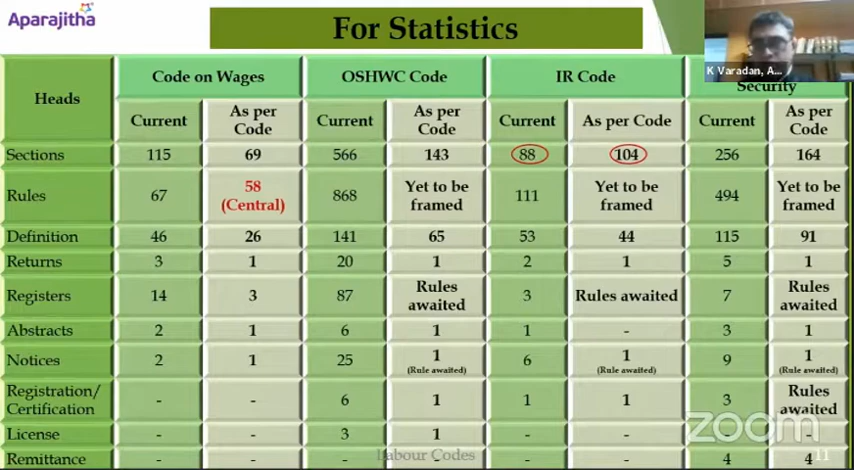 Aparajitha
For Statistics
K Varadan, A...
Heads Code on Wages OSHWC Code IR Code Security
Current As per Code Current As per Code Current As per Code Current As per Code
Sections 115 69 566 143 88 104 256 164
Rules 67 58 (Central) 868 Yet to be framed 111 Yet to be framed 494 Yet to be framed
Definition 46 26 141 65 53 44 115 91
Returns 3 1 20 1 2 1 5 1
Registers 14 3 87 Rules awaited 3 Rules awaited 7 Rules awaited
Abstracts 2 1 6 1 1 - 3 1
Notices 2 1 25 1 (Rule awaited) 6 1 (Rule awaited) 9 1 (Rule awaited)
Registration/ Certification - - 6 1 1 1 3 Rules awaited
License - - 3 1 - - - -
Remittance - - - - - - 4 4
Labour Codes
zoom
11